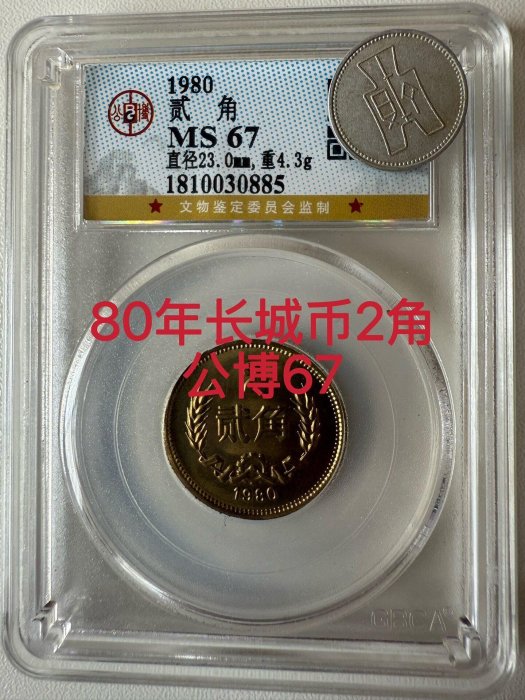 1980
贰 角
MS 67
直径23.0mm,重4.3g
1810030885
★ 文物鉴定委员会监制 ★
公博
80年长城币2角
公博67
贰角
1980
GBCA